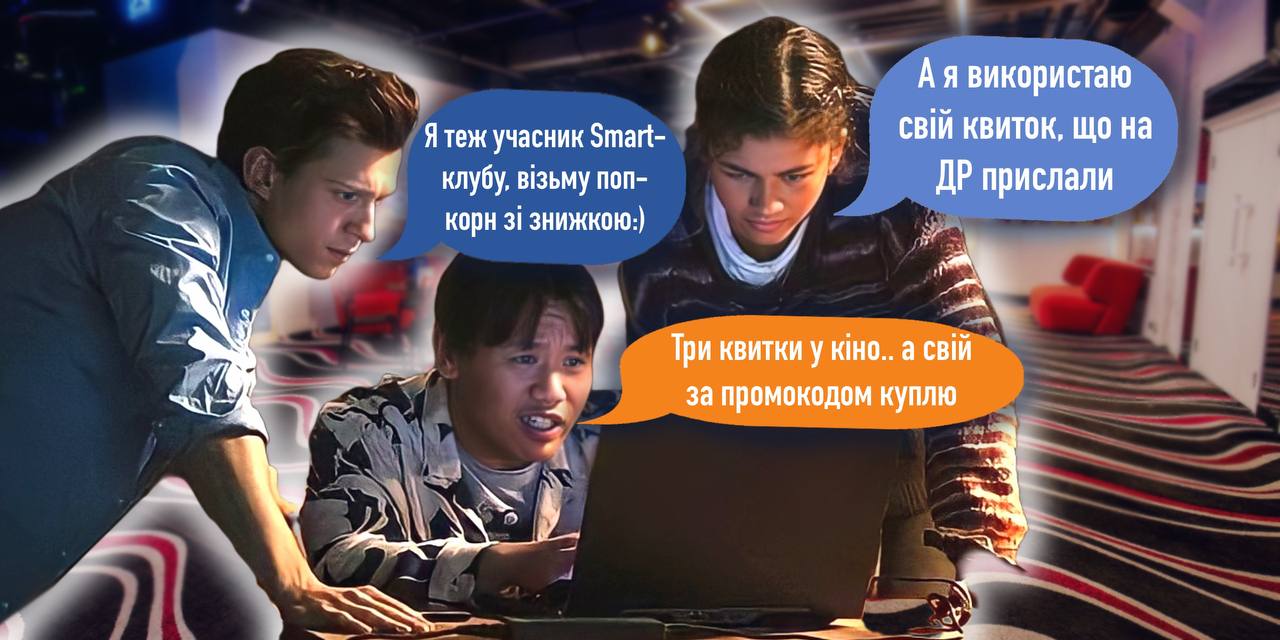 Я теж учасник Smart-
клубу, візьму поп-
корн зі знижкою:)
А я використаю
свій квиток, що на
ДР прислали
Три квитки у кіно.. а свій
за промокодом куплю